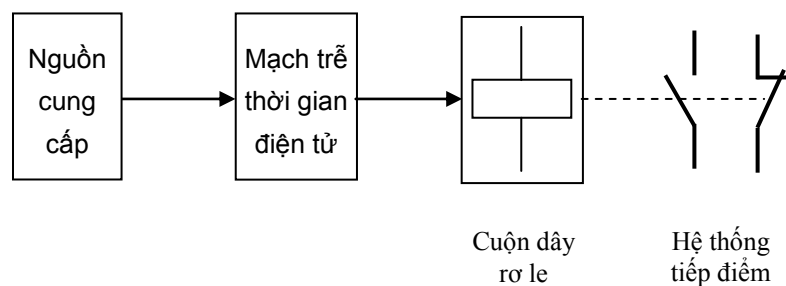 Nguồn
cung
cấp
Mạch trễ
thời gian
điện tử
Cuộn dây
rơ le
Hệ thống
tiếp điểm